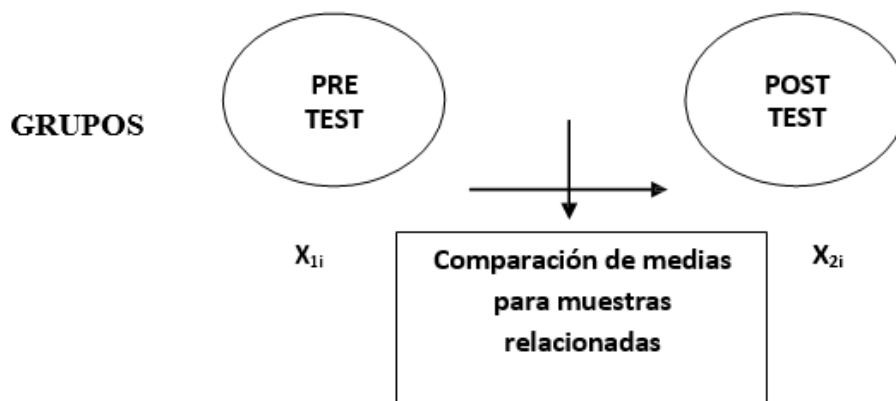 PRE
TEST
POST
TEST
GRUPOS
X₁ᵢ
X₂ᵢ
Comparación de medias
para muestras
relacionadas